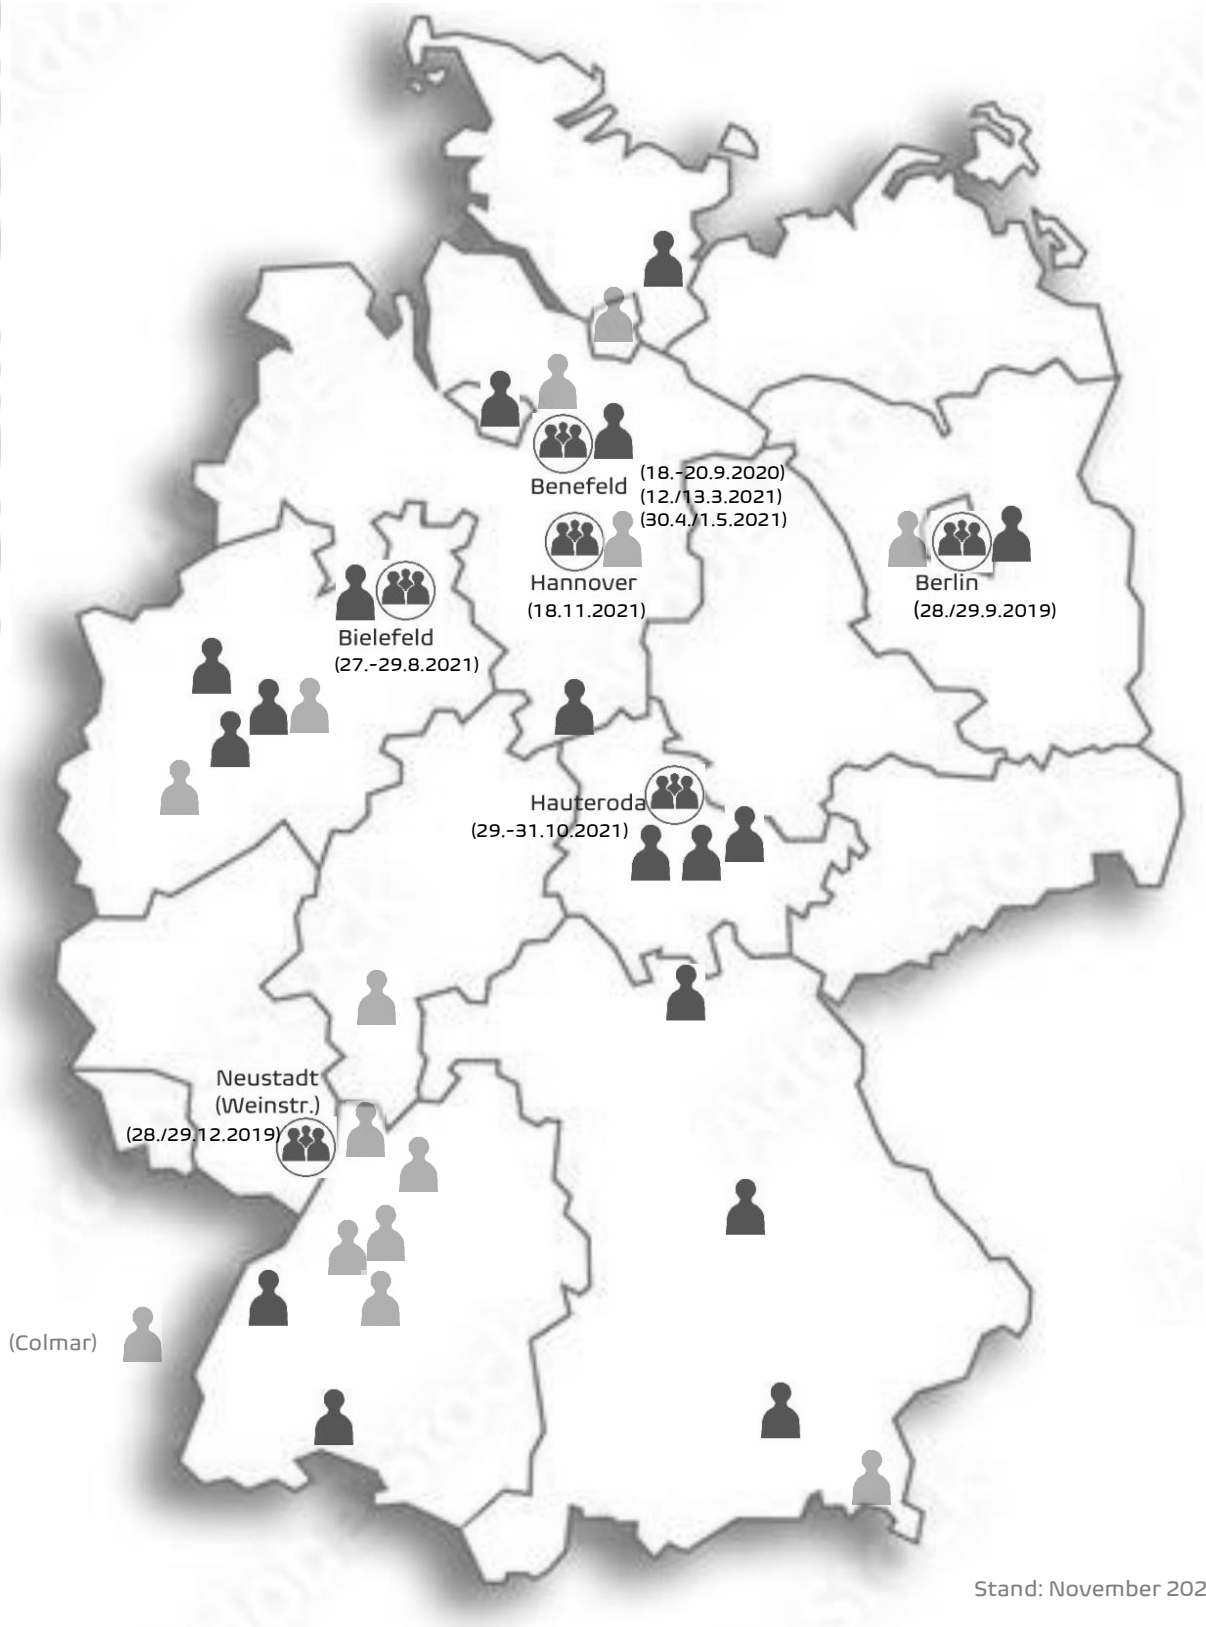 Benefeld
(18.-20.9.2020)
(12./13.3.2021)
(30.4./1.5.2021)
Hannover
(18.11.2021)
Berlin
(28./29.9.2019)
Bielefeld
(27.-29.8.2021)
Hauteroda
(29.-31.10.2021)
Neustadt
(Weinstr.)
(28./29.12.2019)
(Colmar)
Stand: November 202